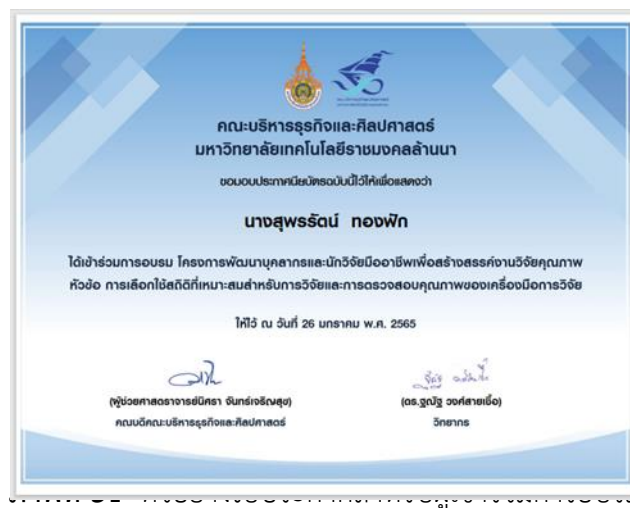 คณะบริหารธุรกิจและศิลปศาสตร์
มหาวิทยาลัยเทคโนโลยีราชมงคลล้านนา
ขอมอบประกาศนียบัตรฉบับนี้ไว้ให้เพื่อแสดงว่า
นางสุพรรัตน์ ทองฟัก
ได้เข้าร่วมการอบรม โครงการพัฒนาบุคลากรและนักวิจัยมืออาชีพเพื่อสร้างสรรค์งานวิจัยคุณภาพ
หัวข้อ การเลือกใช้สถิติที่เหมาะสมสำหรับการวิจัยและการตรวจสอบคุณภาพของเครื่องมือการวิจัย
ให้ไว้ ณ วันที่ 26 มกราคม พ.ศ. 2565
(ผู้ช่วยศาสตราจารย์นิศรา จันทร์เจริญสุข)
คณบดีคณะบริหารธุรกิจและศิลปศาสตร์
(ดร.ฐณัฐ วงศ์สายเชื้อ)
วิทยากร